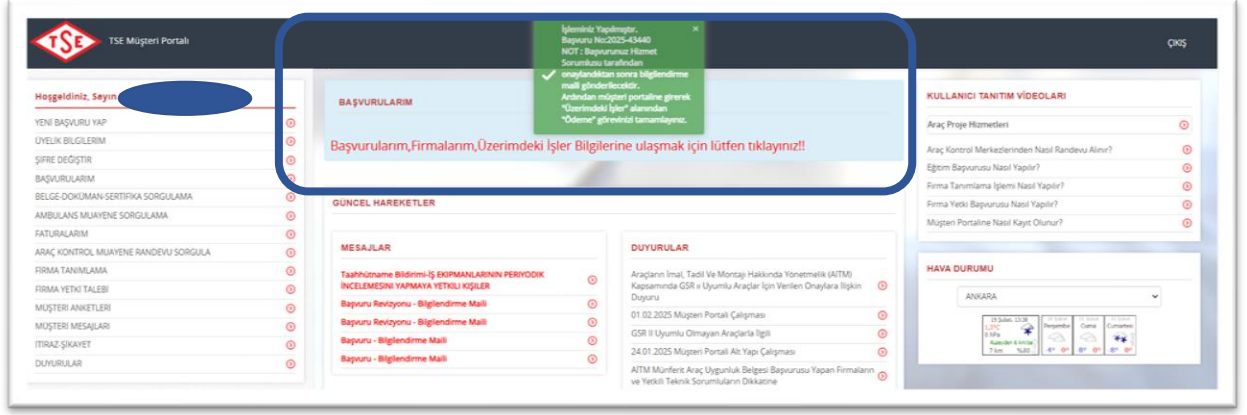 TSE
TSE Müşteri Portalı
İşleminiz Yapılmıştır.
×
Başvuru No:2025-43440
NOT : Başvurunuz Hizmet
Sorumlusu tarafından
onaylandıktan sonra bilgilendirme
maili gönderilecektir.
Ardından müşteri portaline girerek
"Üzerimdeki İşler" alanından
"Ödeme" görevinizi tamamlayınız.
ÇIKIŞ
Hoşgeldiniz, Sayın
YENİ BAŞVURU YAP
ÜYELİK BİLGİLERİM
ŞİFRE DEĞİŞTİR
BAŞVURULARIM
BELGE-DOKÜMAN-SERTİFİKA SORGULAMA
AMBULANS MUAYENE SORGULAMA
FATURALARIM
ARAÇ KONTROL MUAYENE RANDEVU SORGULA
FİRMA TANIMLAMA
FİRMA YETKİ TALEBİ
MÜŞTERİ ANKETLERİ
MÜŞTERİ MESAJLARI
İTİRAZ-ŞİKAYET
DUYURULAR
BAŞVURULARIM
Başvurularım,Firmalarım,Üzerimdeki İşler Bilgilerine ulaşmak için lütfen tıklayınız!!
GÜNCEL HAREKETLER
MESAJLAR
Taahhütname Bildirimi-İŞ EKİPMANLARININ PERİYODİK
İNCELEMESİNİ YAPMAYA YETKİLİ KİŞİLER
Başvuru Revizyonu - Bilgilendirme Maili
Başvuru Revizyonu - Bilgilendirme Maili
Başvuru - Bilgilendirme Maili
Başvuru - Bilgilendirme Maili
DUYURULAR
Araçların İmal, Tadil Ve Montajı Hakkında Yönetmelik (AİTM)
Kapsamında GSR II Uyumlu Araçlar İçin Verilen Onaylara İlişkin
Duyuru
01.02.2025 Müşteri Portali Çalışması
GSR II Uyumlu Olmayan Araçlarla İlgili
24.01.2025 Müşteri Portali Alt Yapı Çalışması
AİTM Münferit Araç Uygunluk Belgesi Başvurusu Yapan Firmaların
ve Yetkili Teknik Sorumluların Dikkatine
KULLANICI TANITIM VİDEOLARI
Araç Proje Hizmetleri
Araç Kontrol Merkezlerinden Nasıl Randevu Alınır?
Eğitim Başvurusu Nasıl Yapılır?
Firma Tanımlama İşlemi Nasıl Yapılır?
Firma Yetki Başvurusu Nasıl Yapılır?
Müşteri Portaline Nasıl Kayıt Olunur?
HAVA DURUMU
ANKARA
19 Şubat, 13:38
Perşembe
Cuma
Cumartesi
0 hPa
7 km